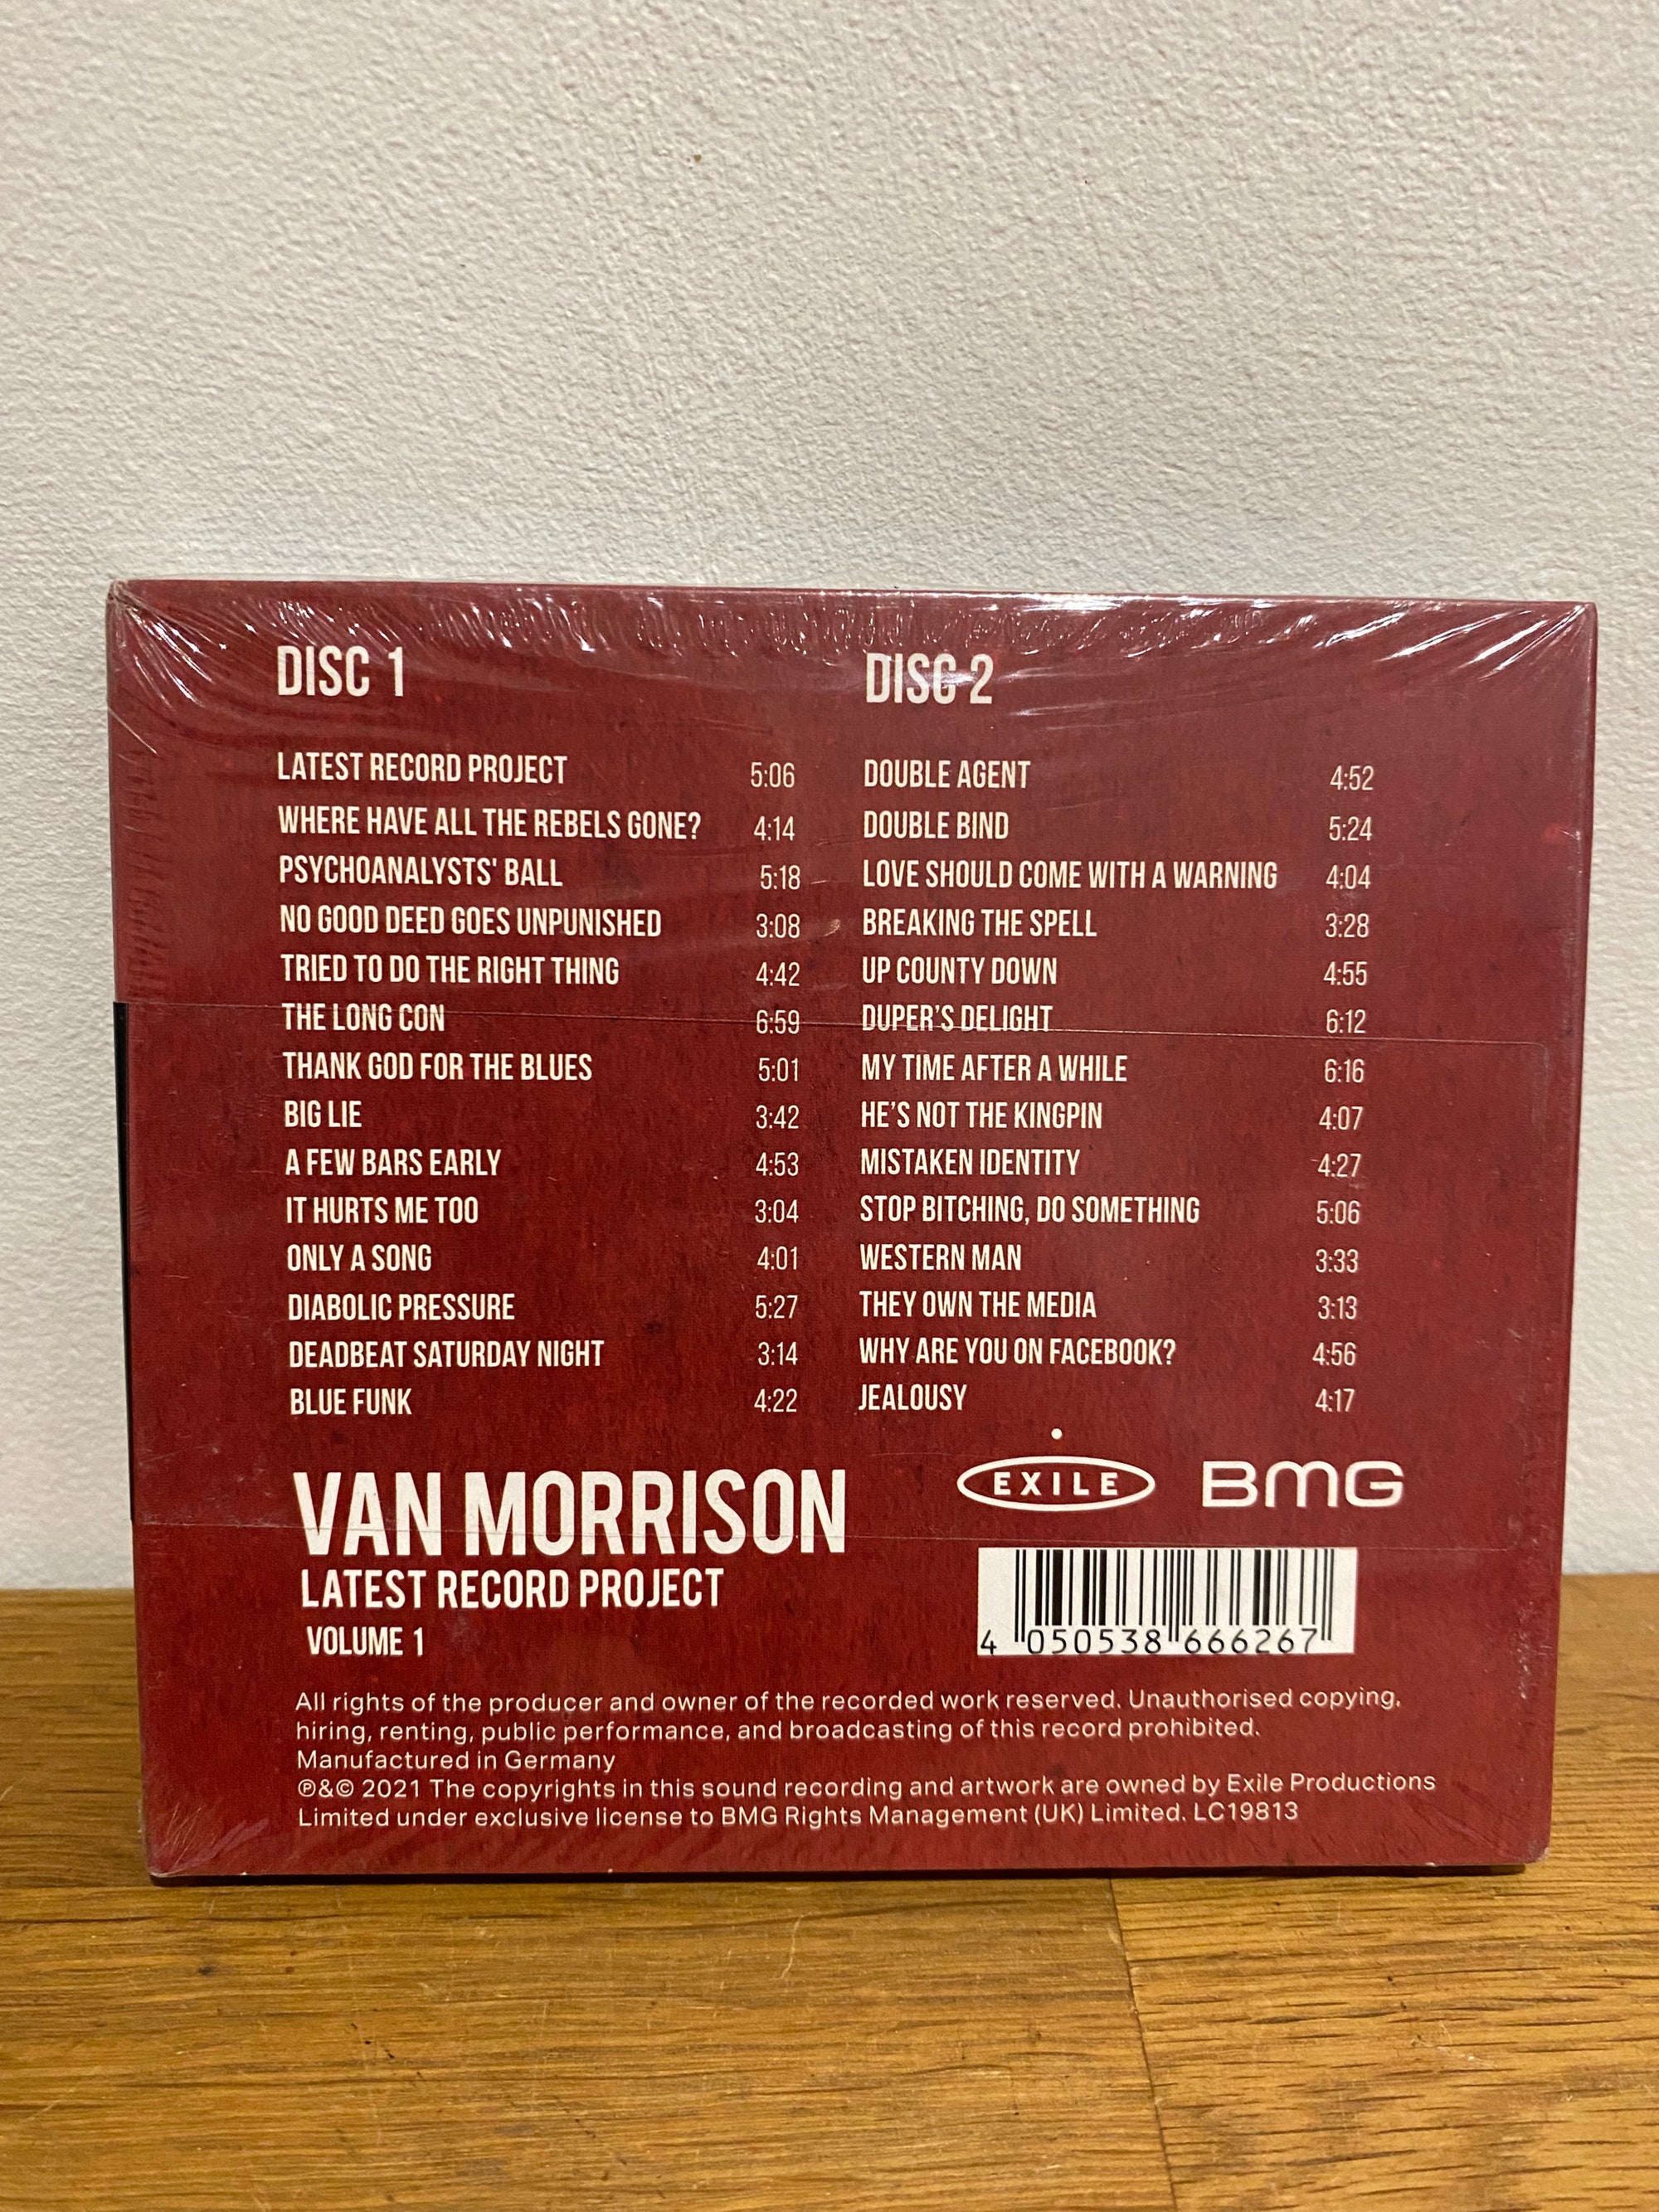 DISC 1
LATEST RECORD PROJECT 5:06
WHERE HAVE ALL THE REBELS GONE? 4:14
PSYCHOANALYSTS' BALL 5:18
NO GOOD DEED GOES UNPUNISHED 3:08
TRIED TO DO THE RIGHT THING 4:42
THE LONG CON 6:59
THANK GOD FOR THE BLUES 5:01
BIG LIE 3:42
A FEW BARS EARLY 4:53
IT HURTS ME TOO 3:04
ONLY A SONG 4:01
DIABOLIC PRESSURE 5:27
DEADBEAT SATURDAY NIGHT 3:14
BLUE FUNK 4:22
DISC 2
DOUBLE AGENT 4:52
DOUBLE BIND 5:24
LOVE SHOULD COME WITH A WARNING 4:04
BREAKING THE SPELL 3:28
UP COUNTY DOWN 4:55
DUPER'S DELIGHT 6:12
MY TIME AFTER A WHILE 6:16
HE'S NOT THE KINGPIN 4:07
MISTAKEN IDENTITY 4:27
STOP BITCHING, DO SOMETHING 5:06
WESTERN MAN 3:33
THEY OWN THE MEDIA 3:13
WHY ARE YOU ON FACEBOOK? 4:56
JEALOUSY 4:17
VAN MORRISON
LATEST RECORD PROJECT
VOLUME 1
EXILE
BMG
4 050538 666267
All rights of the producer and owner of the recorded work reserved. Unauthorised copying,
hiring, renting, public performance, and broadcasting of this record prohibited.
Manufactured in Germany
℗&© 2021 The copyrights in this sound recording and artwork are owned by Exile Productions
Limited under exclusive license to BMG Rights Management (UK) Limited. LC19813